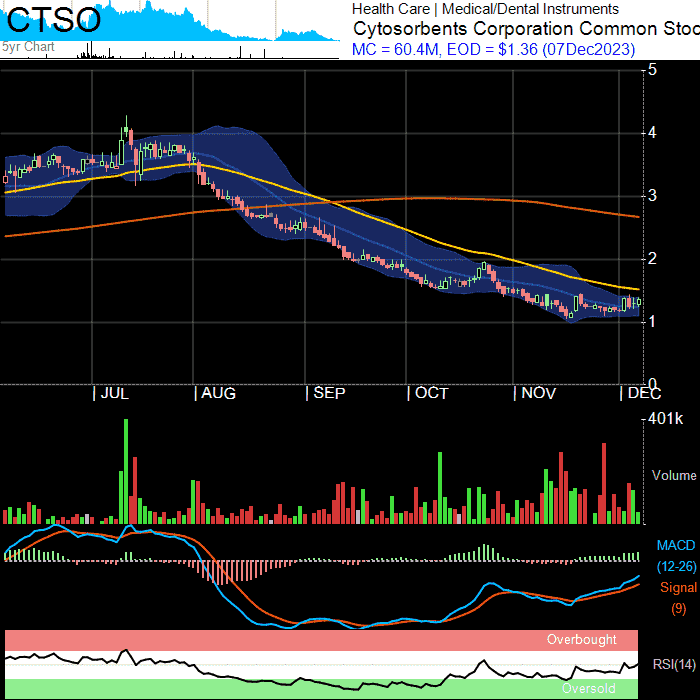 CTSO
5yr Chart
Health Care | Medical/Dental Instruments
Cytosorbents Corporation Common Stoc
MC = 60.4M, EOD = $1.36 (07Dec2023)
5
4
3
2
1
0
| JUL | AUG | SEP | OCT | NOV | DEC
401k
Volume
MACD
(12-26)
Signal
(9)
Overbought
RSI(14)
Oversold